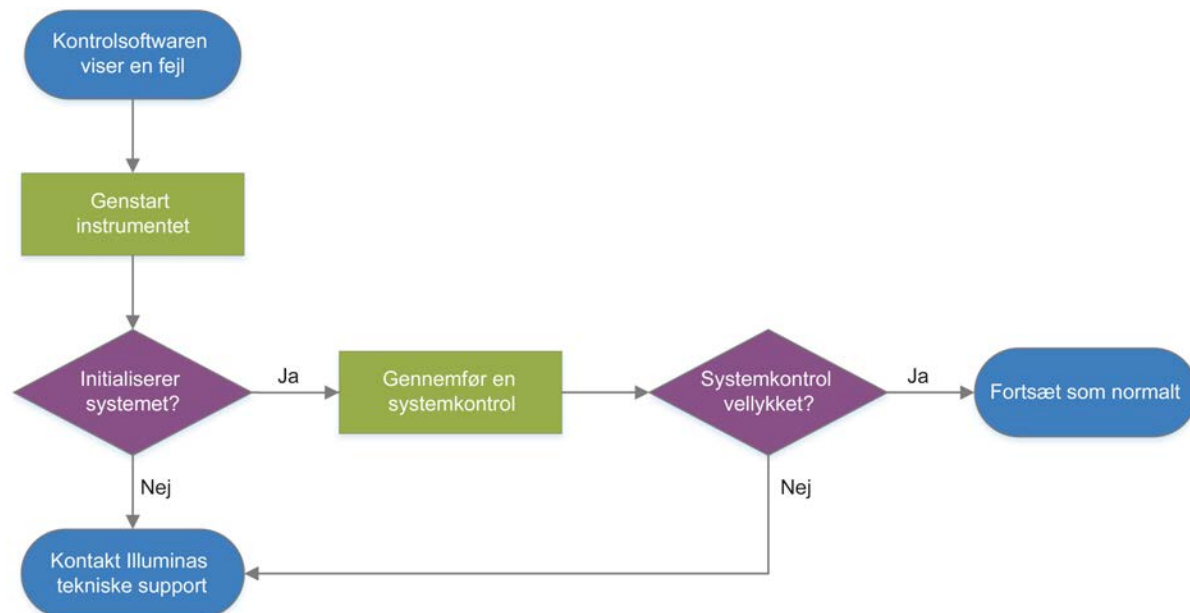 Kontrolsoftwaren
viser en fejl
Genstart
instrumentet
Initialiserer
systemet?
Ja
Gennemfør en
systemkontrol
Systemkontrol
vellykket?
Ja
Fortsæt som normalt
Nej
Nej
Kontakt Illuminas
tekniske support